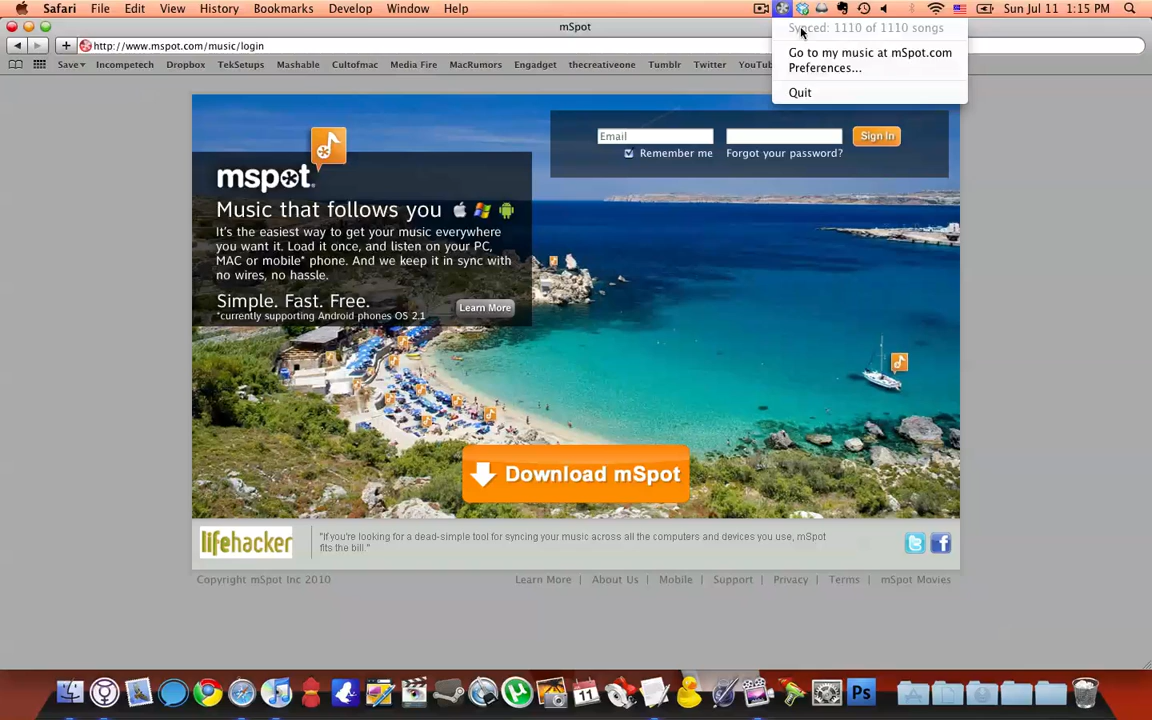 Safari File Edit View History Bookmarks Develop Window Help Sun Jul 11 1:15 PM
mSpot
http://www.mspot.com/music/login
Save Incompetech Dropbox TekSetups Mashable Cultofmac Media Fire MacRumors Engadget thecreativeone Tumblr Twitter YouTub
Synced: 1110 of 1110 songs
Go to my music at mSpot.com
Preferences...
Quit
Email
Sign In
Remember me Forgot your password?
mspot
Music that follows you
It's the easiest way to get your music everywhere
you want it. Load it once, and listen on your PC,
MAC or mobile* phone. And we keep it in sync with
no wires, no hassle.
Simple. Fast. Free.
*currently supporting Android phones OS 2.1
Learn More
Download mSpot
lifehacker
"If you're looking for a dead-simple tool for syncing your music across all the computers and devices you use, mSpot
fits the bill."
Copyright mSpot Inc 2010 Learn More | About Us | Mobile | Support | Privacy | Terms | mSpot Movies
11
Ps